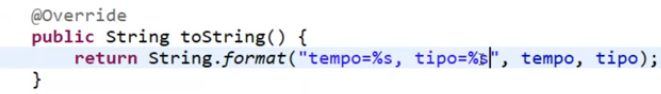 @Override
public String toString() {
return String.format("tempo=%s, tipo=%s", tempo, tipo);
}